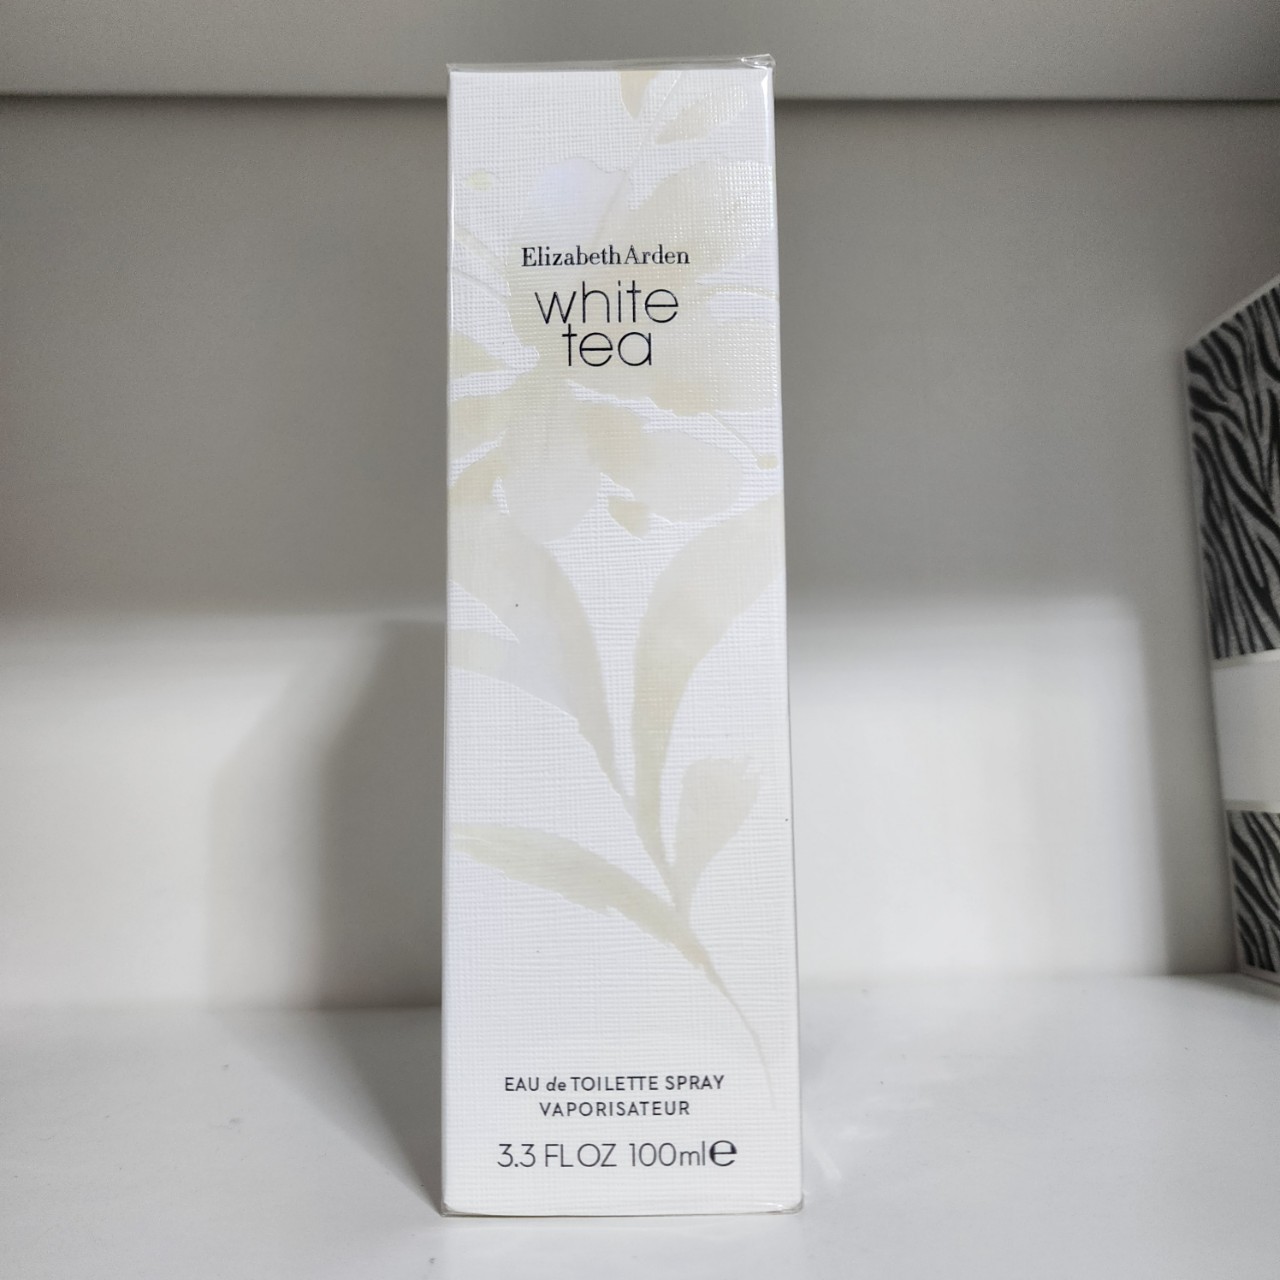 ElizabethArden
white
tea
EAU de TOILETTE SPRAY
VAPORISATEUR
3.3 FL OZ 100ml℮